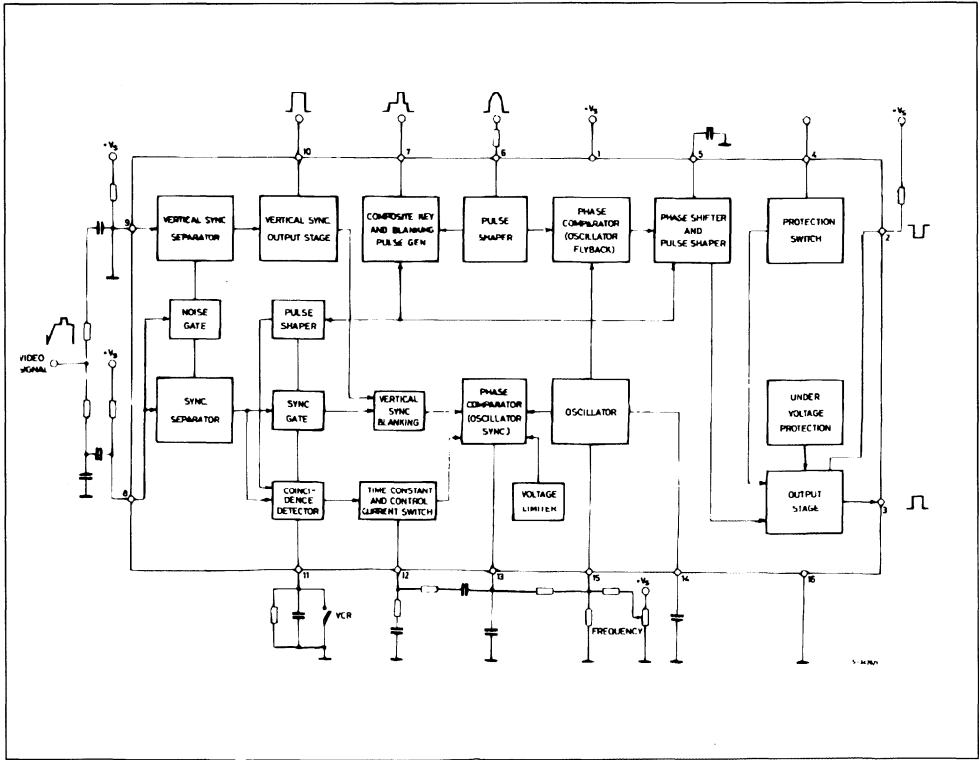 +Vs
+Vs
+Vs
10
7
6
1
5
4
9
VERTICAL SYNC
SEPARATOR
VERTICAL SYNC.
OUTPUT STAGE
COMPOSITE KEY
AND BLANKING
PULSE GEN
PULSE
SHAPER
PHASE
COMPARATOR
(OSCILLATOR
FLYBACK)
PHASE SHIFTER
AND
PULSE SHAPER
PROTECTION
SWITCH
2
NOISE
GATE
PULSE
SHAPER
VIDEO
SIGNAL
+Vs
SYNC.
SEPARATOR
SYNC
GATE
VERTICAL
SYNC
BLANKING
PHASE
COMPARATOR
(OSCILLATOR
SYNC)
OSCILLATOR
UNDER
VOLTAGE
PROTECTION
8
COINCI-
DENCE
DETECTOR
TIME CONSTANT
AND CONTROL
CURRENT SWITCH
VOLTAGE
LIMITER
OUTPUT
STAGE
3
11
12
13
15
14
16
VCR
+Vs
FREQUENCY